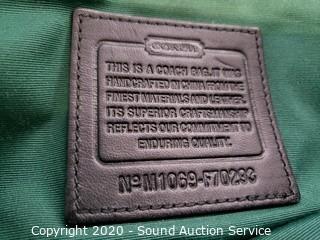 COACH
THIS IS A COACH BAG. IT WAS
HANDCRAFTED IN CHINA FROM THE
FINEST MATERIALS AND LEATHER.
ITS SUPERIOR CRAFTSMANSHIP
REFLECTS OUR COMMITMENT TO
ENDURING QUALITY.
Nº M1069-F70293
Copyright 2020 - Sound Auction Service